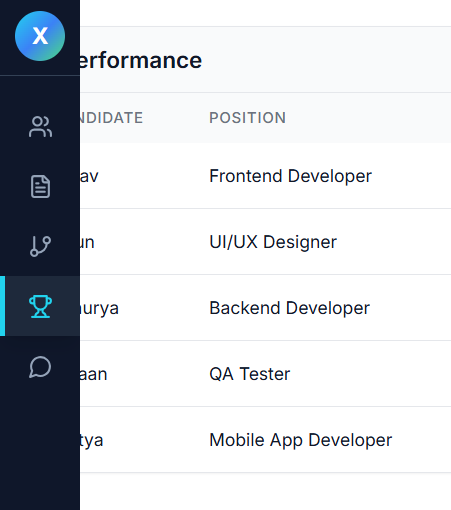 X
erformance
NDIDATE POSITION
av Frontend Developer
un UI/UX Designer
urya Backend Developer
aan QA Tester
tya Mobile App Developer